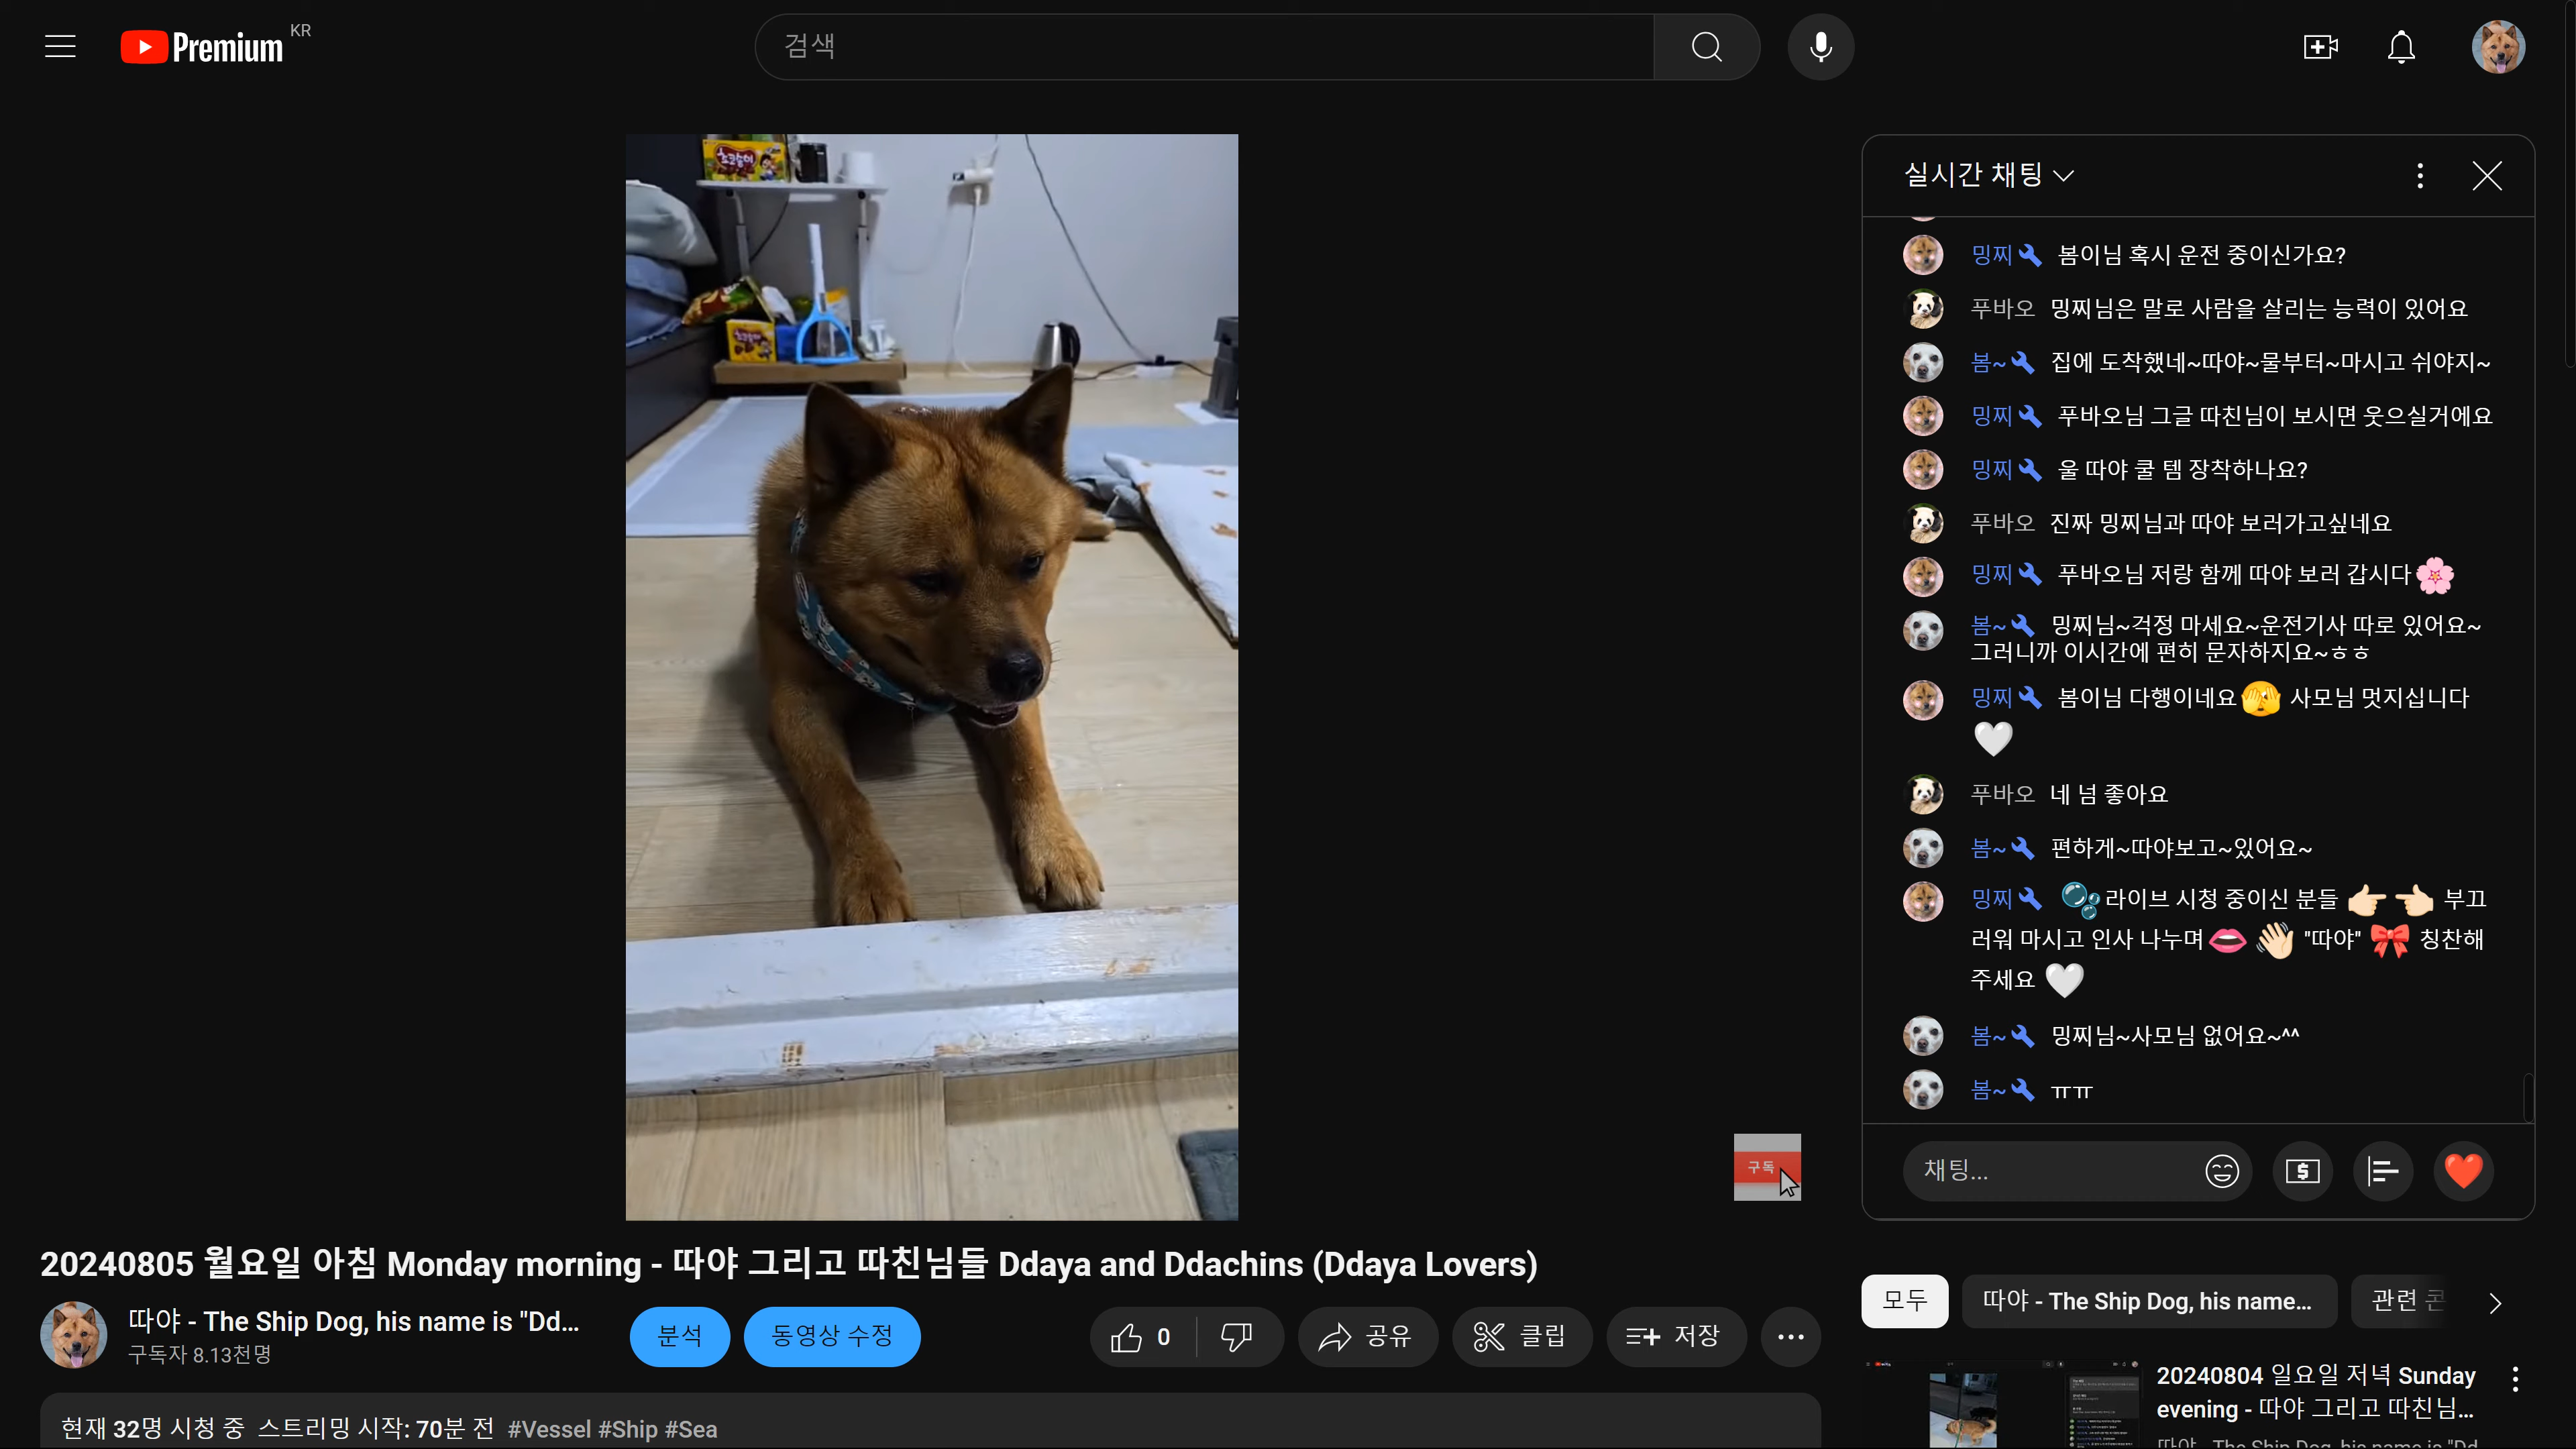 Premium KR
검색
초코송이
구독
20240805 월요일 아침 Monday morning - 따야 그리고 따친님들 Ddaya and Ddachins (Ddaya Lovers)
따야 - The Ship Dog, his name is "Dd...
구독자 8.13천명
분석
동영상 수정
0
공유
클립
저장
현재 32명 시청 중 스트리밍 시작: 70분 전 #Vessel #Ship #Sea
실시간 채팅
밍찌 봄이님 혹시 운전 중이신가요?
푸바오 밍찌님은 말로 사람을 살리는 능력이 있어요
봄~ 집에 도착했네~따야~물부터~마시고 쉬야지~
밍찌 푸바오님 그글 따친님이 보시면 웃으실거에요
밍찌 울 따야 쿨 템 장착하나요?
푸바오 진짜 밍찌님과 따야 보러가고싶네요
밍찌 푸바오님 저랑 함께 따야 보러 갑시다🌸
봄~ 밍찌님~걱정 마세요~운전기사 따로 있어요~
그러니까 이시간에 편히 문자하지요~ㅎㅎ
밍찌 봄이님 다행이네요🫣 사모님 멋지십니다
🤍
푸바오 네 넘 좋아요
봄~ 편하게~따야보고~있어요~
밍찌 🫧라이브 시청 중이신 분들 👉🏻👈🏻 부끄
러워 마시고 인사 나누며👄 👋🏻 "따야" 🎀 칭찬해
주세요 🤍
봄~ 밍찌님~사모님 없어요~^^
봄~ ㅠㅠ
채팅...
모두
따야 - The Ship Dog, his name...
관련 콘
20240804 일요일 저녁 Sunday
evening - 따야 그리고 따친님...
따야 - The Ship Dog, his name is "Dd